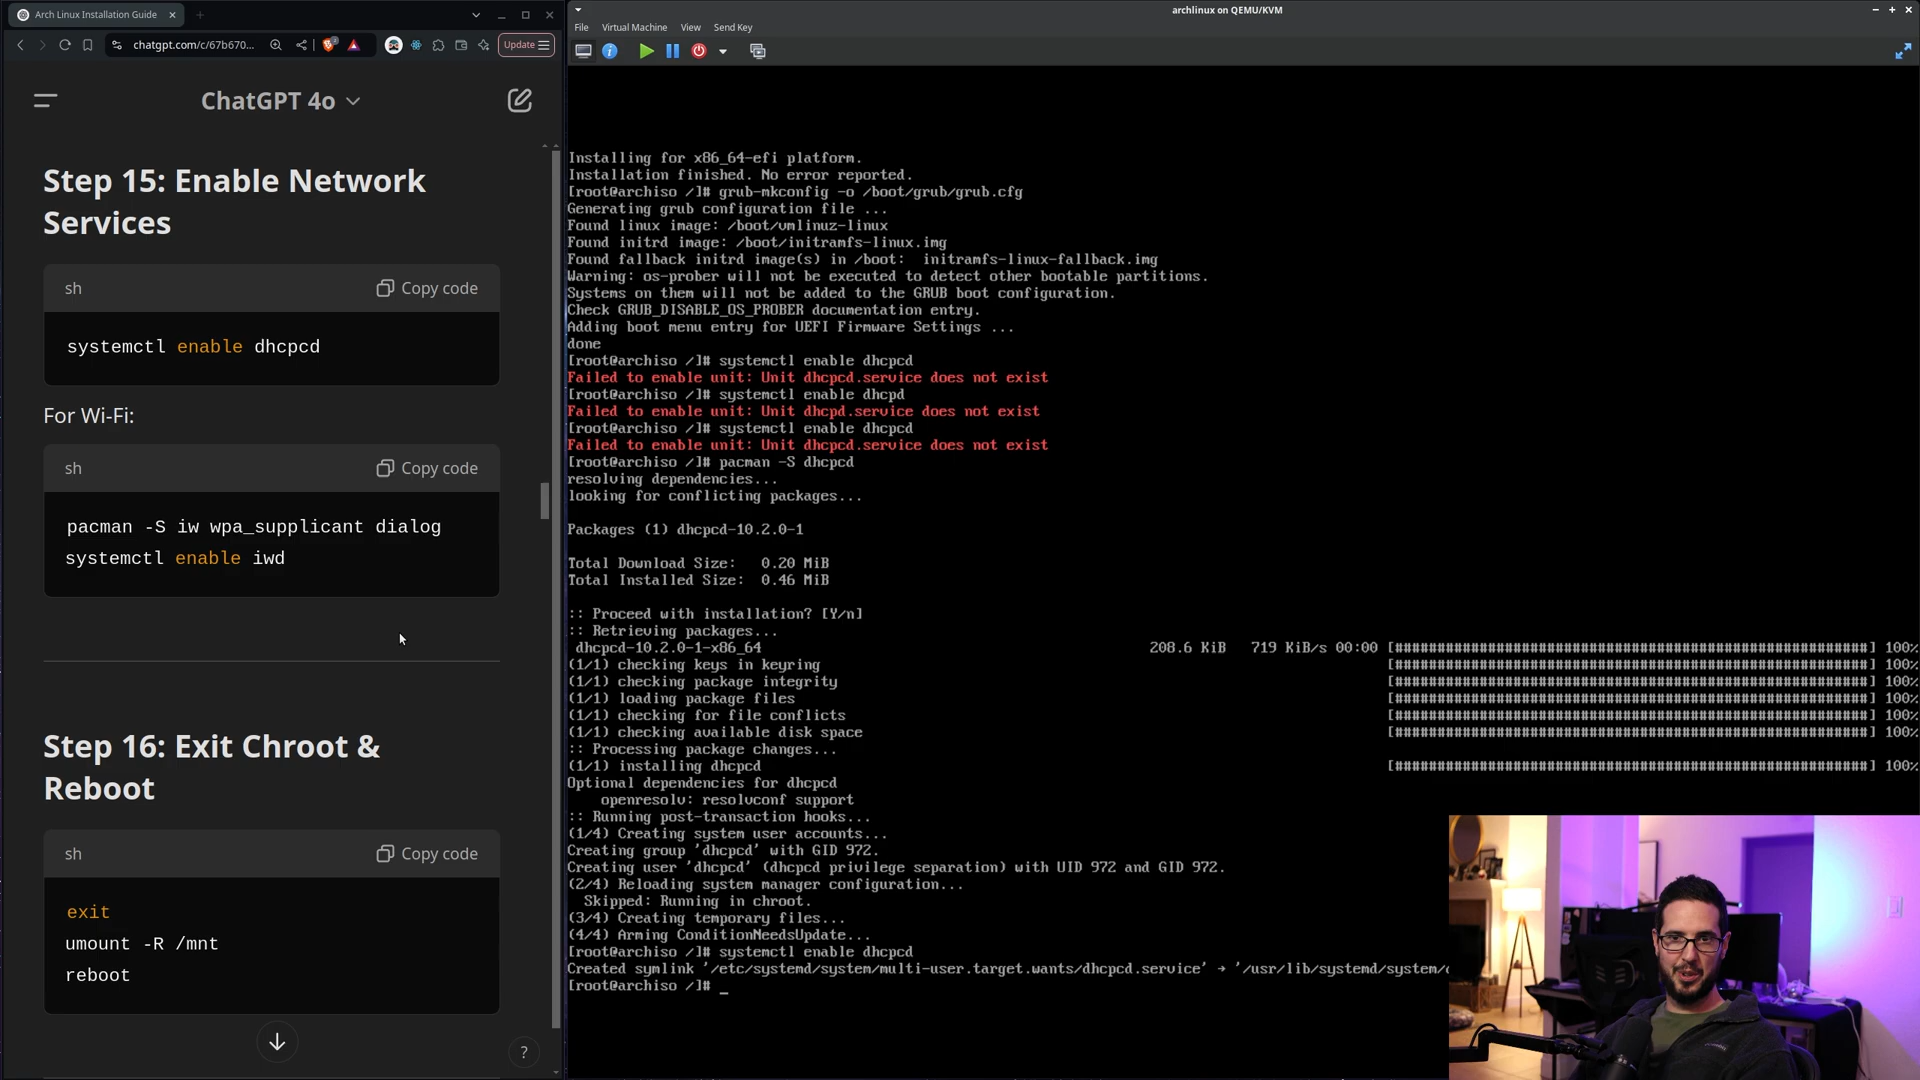 Arch Linux Installation Guide
chatgpt.com/c/67b670...
Update
ChatGPT 4o
Step 15: Enable Network
Services
sh
Copy code
systemctl enable dhcpcd
For Wi-Fi:
sh
Copy code
pacman -S iw wpa_supplicant dialog
systemctl enable iwd
Step 16: Exit Chroot &
Reboot
sh
Copy code
exit
umount -R /mnt
reboot
?
archlinux on QEMU/KVM
File Virtual Machine View Send Key
Installing for x86_64-efi platform.
Installation finished. No error reported.
[root@archiso /]# grub-mkconfig -o /boot/grub/grub.cfg
Generating grub configuration file ...
Found linux image: /boot/vmlinuz-linux
Found initrd image: /boot/initramfs-linux.img
Found fallback initrd image(s) in /boot:  initramfs-linux-fallback.img
Warning: os-prober will not be executed to detect other bootable partitions.
Systems on them will not be added to the GRUB boot configuration.
Check GRUB_DISABLE_OS_PROBER documentation entry.
Adding boot menu entry for UEFI Firmware Settings ...
done
[root@archiso /]# systemctl enable dhcpcd
Failed to enable unit: Unit dhcpcd.service does not exist
[root@archiso /]# systemctl enable dhcpd
Failed to enable unit: Unit dhcpd.service does not exist
[root@archiso /]# systemctl enable dhcpcd
Failed to enable unit: Unit dhcpcd.service does not exist
[root@archiso /]# pacman -S dhcpcd
resolving dependencies...
looking for conflicting packages...
Packages (1) dhcpcd-10.2.0-1
Total Download Size:   0.20 MiB
Total Installed Size:  0.46 MiB
:: Proceed with installation? [Y/n]
:: Retrieving packages...
dhcpcd-10.2.0-1-x86_64 208.6 KiB 719 KiB/s 00:00 [########################################] 100%
(1/1) checking keys in keyring [########################################] 100%
(1/1) checking package integrity [########################################] 100%
(1/1) loading package files [########################################] 100%
(1/1) checking for file conflicts [########################################] 100%
(1/1) checking available disk space [########################################] 100%
:: Processing package changes...
(1/1) installing dhcpcd [########################################] 100%
Optional dependencies for dhcpcd
openresolv: resolvconf support
:: Running post-transaction hooks...
(1/4) Creating system user accounts...
Creating group 'dhcpcd' with GID 972.
Creating user 'dhcpcd' (dhcpcd privilege separation) with UID 972 and GID 972.
(2/4) Reloading system manager configuration...
Skipped: Running in chroot.
(3/4) Creating temporary files...
(4/4) Arming ConditionNeedsUpdate...
[root@archiso /]# systemctl enable dhcpcd
Created symlink '/etc/systemd/system/multi-user.target.wants/dhcpcd.service' → '/usr/lib/systemd/system/
[root@archiso /]# _